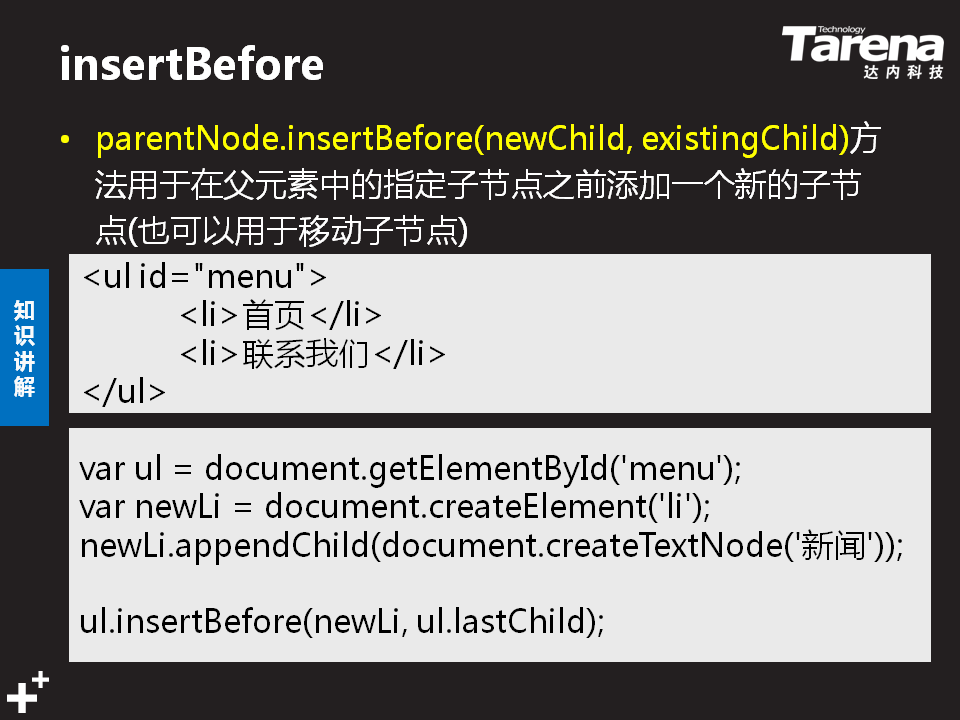 insertBefore
Technology
Tarena
达内科技
• parentNode.insertBefore(newChild, existingChild)方
法用于在父元素中的指定子节点之前添加一个新的子节
点(也可以用于移动子节点)
知识讲解
<ul id="menu">
<li>首页</li>
<li>联系我们</li>
</ul>
var ul = document.getElementById('menu');
var newLi = document.createElement('li');
newLi.appendChild(document.createTextNode('新闻'));
ul.insertBefore(newLi, ul.lastChild);